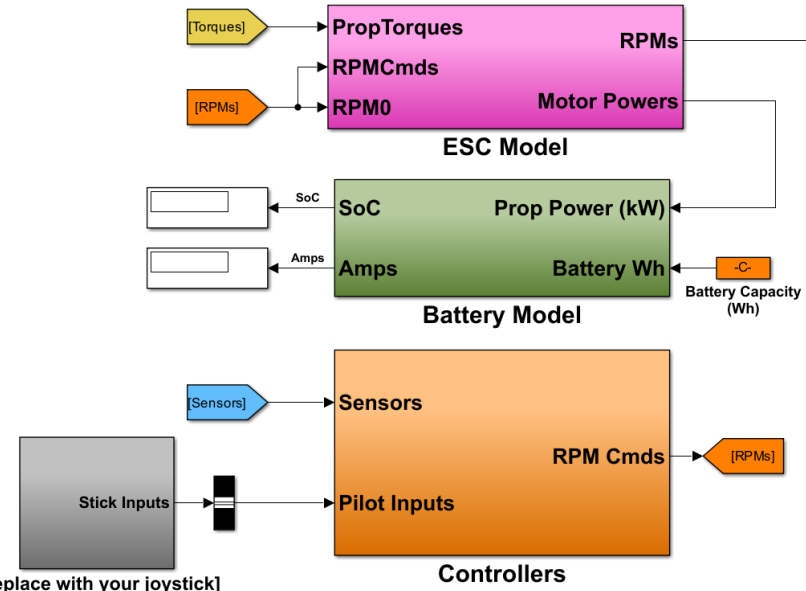 [Torques]
PropTorques
RPMs
RPMCmds
[RPMs]
RPM0
Motor Powers
ESC Model
SoC
SoC
Prop Power (kW)
Amps
Amps
Battery Wh
-C-
Battery Capacity
(Wh)
Battery Model
[Sensors]
Sensors
RPM Cmds
[RPMs]
Stick Inputs
Pilot Inputs
Controllers
eplace with your joystick]